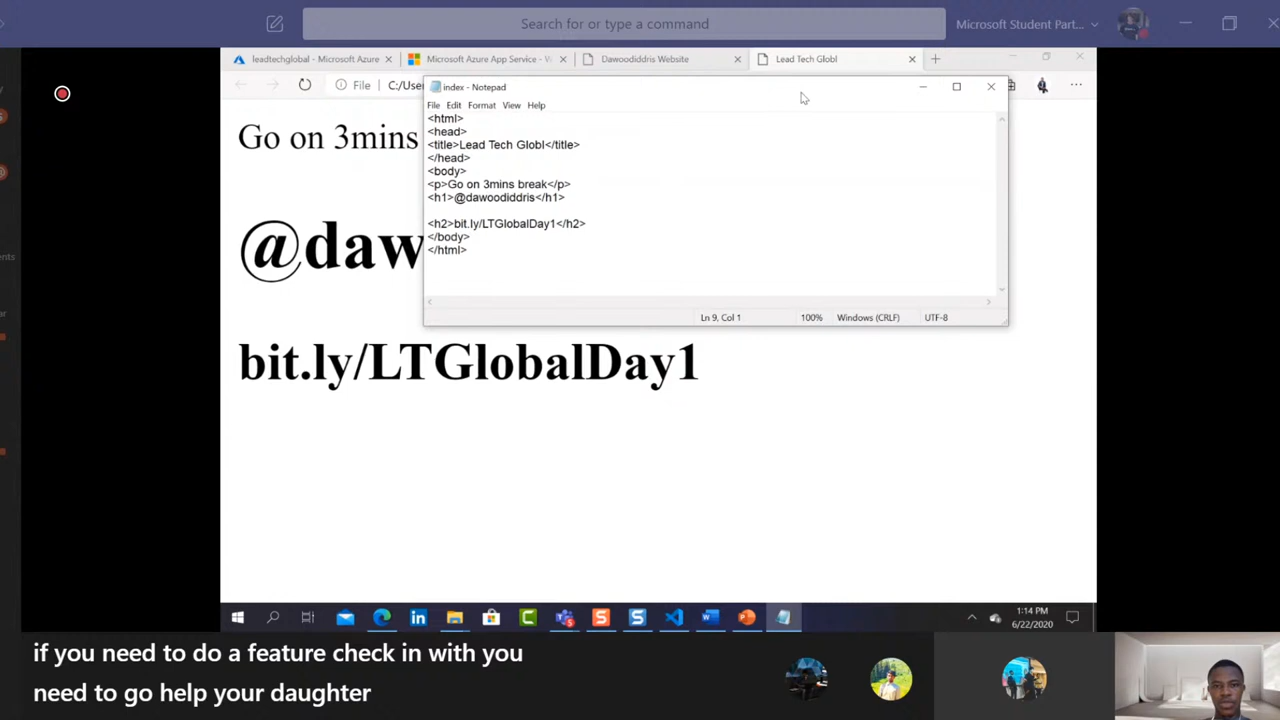 Search for or type a command
Microsoft Student Part...
leadtechglobal - Microsoft Azure
Microsoft Azure App Service - W
Dawoodiddris Website
Lead Tech Globl
File
C:/User
index - Notepad
File Edit Format View Help
<html>
<head>
<title>Lead Tech Globl</title>
</head>
<body>
<p>Go on 3mins break</p>
<h1>@dawoodiddris</h1>
<h2>bit.ly/LTGlobalDay1</h2>
</body>
</html>
Ln 9, Col 1
100%
Windows (CRLF)
UTF-8
Go on 3mins
@daw
bit.ly/LTGlobalDay1
1:14 PM
6/22/2020
if you need to do a feature check in with you
need to go help your daughter